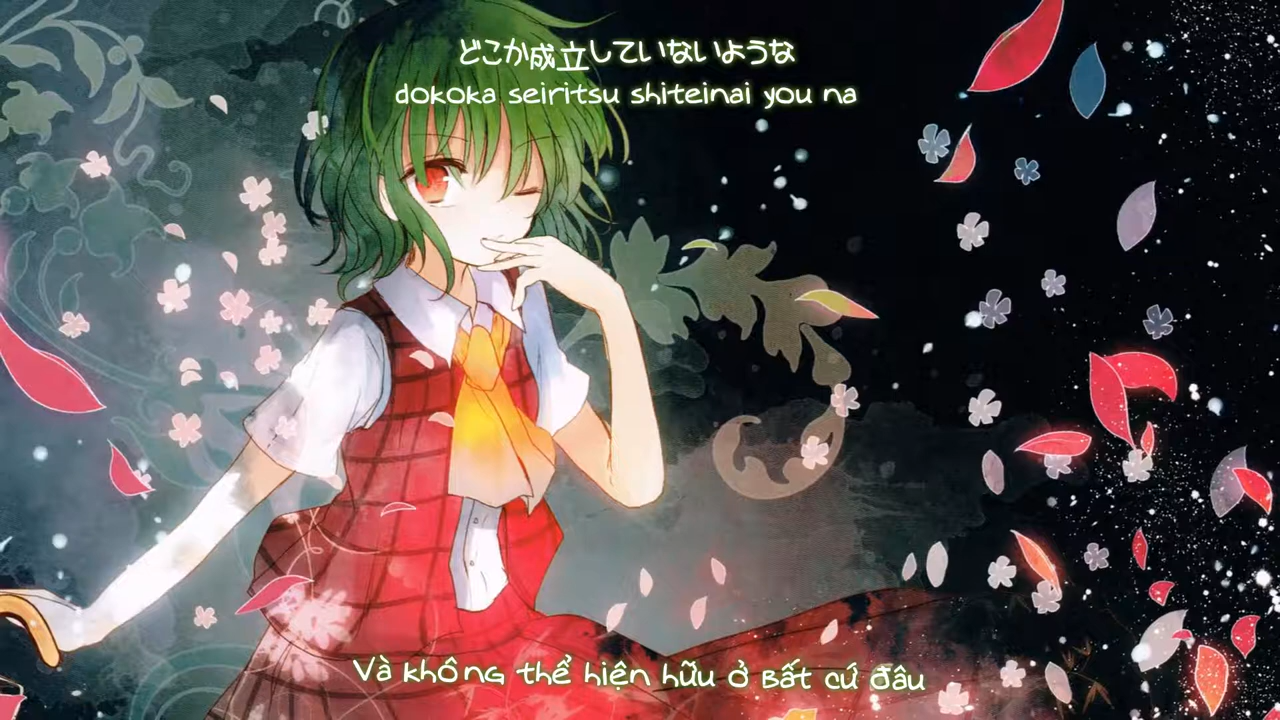 どこか成立していないような
dokoka seiritsu shiteinai you na
Và không thể hiện hữu ở bất cứ đâu